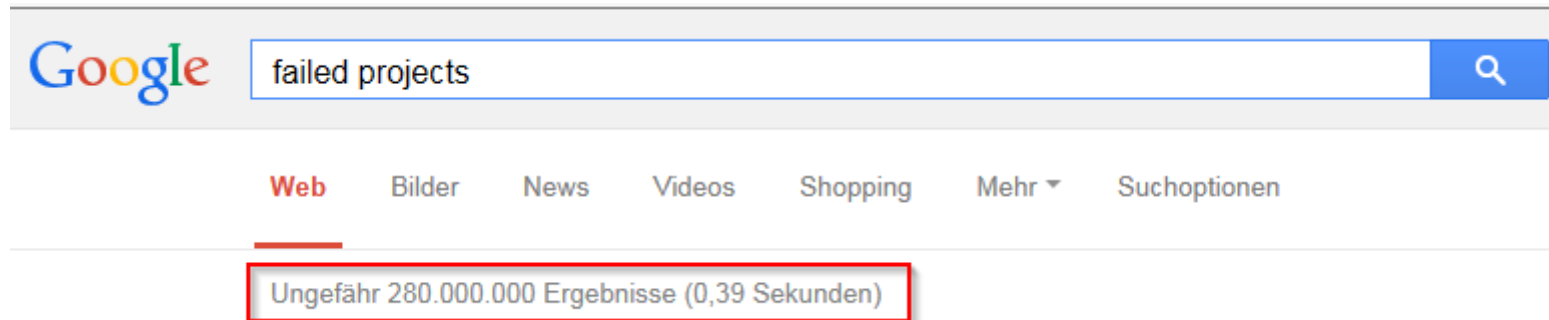 Google failed projects
Web Bilder News Videos Shopping Mehr Suchoptionen
Ungefähr 280.000.000 Ergebnisse (0,39 Sekunden)